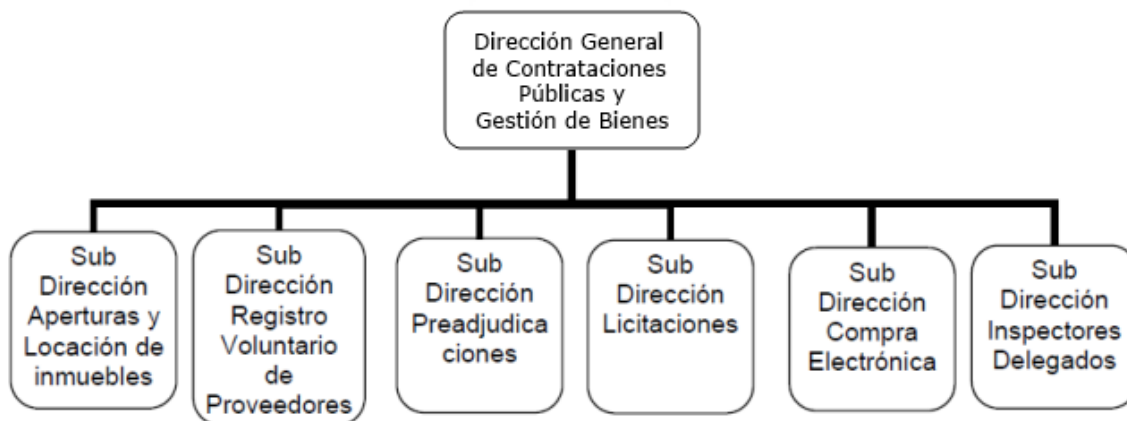 Dirección General
de Contrataciones
Públicas y
Gestión de Bienes
Sub
Dirección
Aperturas y
Locación de
inmuebles
Sub
Dirección
Registro
Voluntario
de
Proveedores
Sub
Dirección
Preadjudica
ciones
Sub
Dirección
Licitaciones
Sub
Dirección
Compra
Electrónica
Sub
Dirección
Inspectores
Delegados